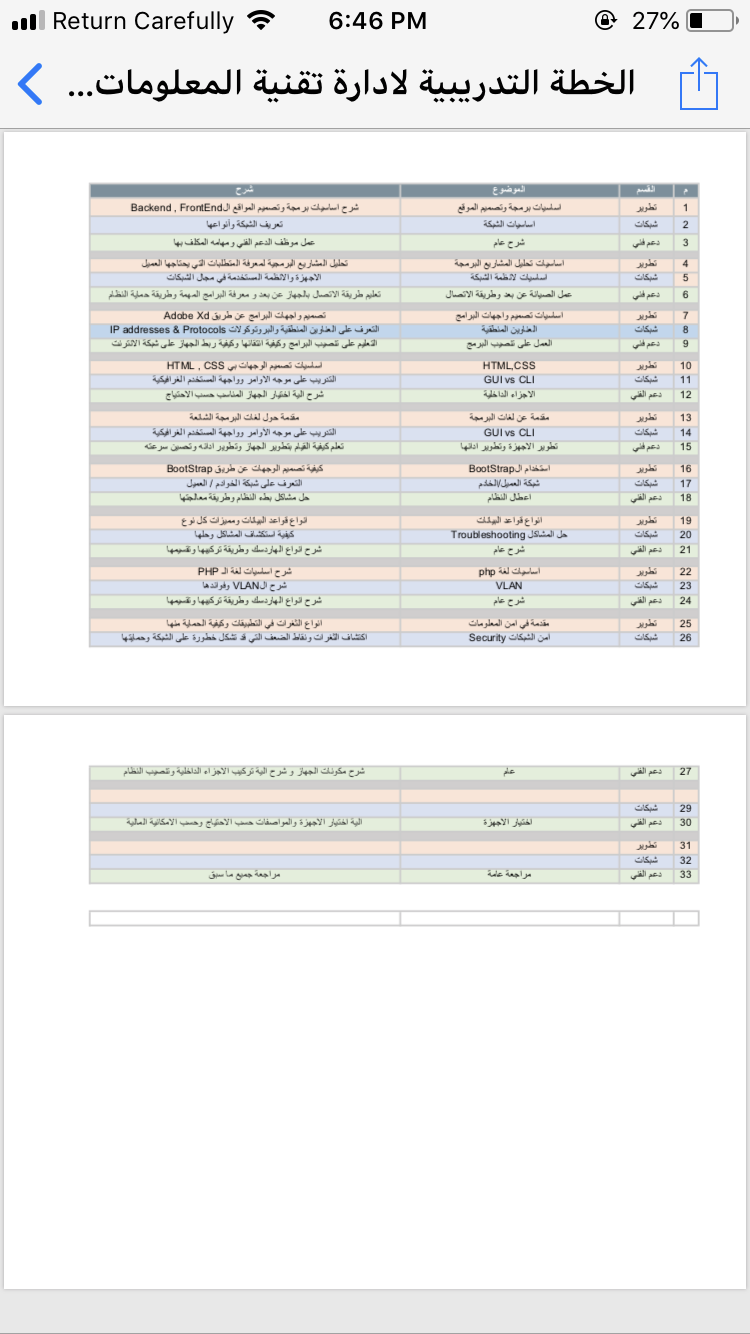 Return Carefully 6:46 PM 27%
الخطة التدريبية لادارة تقنية المعلومات...
م القسم الموضوع شرح
1 تطوير اساسيات برمجة وتصميم الموقع شرح اساسيات برمجة وتصميم المواقع الBackend , FrontEnd
2 شبكات اساسيات الشبكة تعريف الشبكة وأنواعها
3 دعم فني شرح عام عمل موظف الدعم الفني ومهامه المكلف بها
4 تطوير اساسيات تحليل المشاريع البرمجة تحليل المشاريع البرمجية لمعرفة المتطلبات التي يحتاجها العميل
5 شبكات اساسيات لانظمة الشبكة الاجهزة والانظمة المستخدمة في مجال الشبكات
6 دعم فني عمل الصيانة عن بعد وطريقة الاتصال تعليم طريقة الاتصال بالجهاز عن بعد و معرفة البرامج المهمة وطريقة حماية النظام
7 تطوير اساسيات تصميم واجهات البرامج تصميم واجهات البرامج عن طريق Adobe Xd
8 شبكات العناوين المنطقية التعرف على العناوين المنطقية والبروتوكولات IP addresses & Protocols
9 دعم فني العمل على تنصيب البرمج التعليم على تنصيب البرامج وكيفية انتقائها وكيفية ربط الجهاز على شبكة الانترنت
10 تطوير HTML,CSS اساسيات تصميم الوجهات بي HTML , CSS
11 شبكات GUI vs CLI التدريب على موجه الاوامر وواجهة المستخدم الغرافيكية
12 دعم الفني الاجزاء الداخلية شرح الية اختيار الجهاز المناسب حسب الاحتياج
13 تطوير مقدمة عن لغات البرمجة مقدمة حول لغات البرمجة الشائعة
14 شبكات GUI vs CLI التدريب على موجه الاوامر وواجهة المستخدم الغرافيكية
15 دعم فني تطوير الاجهزة وتطوير ادائها تعلم كيفية القيام بتطوير الجهاز وتطوير ادائه وتحسين سرعته
16 تطوير استخدام الBootStrap كيفية تصميم الوجهات عن طريق BootStrap
17 شبكات شبكة العميل/الخادم التعرف على شبكة الخوادم / العميل
18 دعم الفني اعطال النظام حل مشاكل بطء النظام وطريقة معالجتها
19 تطوير انواع قواعد البيانات انواع قواعد البيانات ومميزات كل نوع
20 شبكات حل المشاكل Troubleshooting كيفية استكشاف المشاكل وحلها
21 دعم الفني شرح عام شرح انواع الهاردسك وطريقة تركيبها وتقسيمها
22 تطوير اساسيات لغة php شرح اساسيات لغة الـ PHP
23 شبكات VLAN شرح الVLAN وفوائدها
24 دعم الفني شرح عام شرح انواع الهاردسك وطريقة تركيبها وتقسيمها
25 تطوير مقدمة في امن المعلومات انواع الثغرات في التطبيقات وكيفية الحماية منها
26 شبكات امن الشبكات Security اكتشاف الثغرات ونقاط الضعف التي قد تشكل خطورة على الشبكة وحمايتها
27 دعم الفني عام شرح مكونات الجهاز و شرح الية تركيب الاجزاء الداخلية وتنصيب النظام
29 شبكات
30 دعم الفني اختيار الاجهزة الية اختيار الاجهزة والمواصفات حسب الاحتياج وحسب الامكانية المالية
31 تطوير
32 شبكات
33 دعم الفني مراجعة عامة مراجعة جميع ما سبق